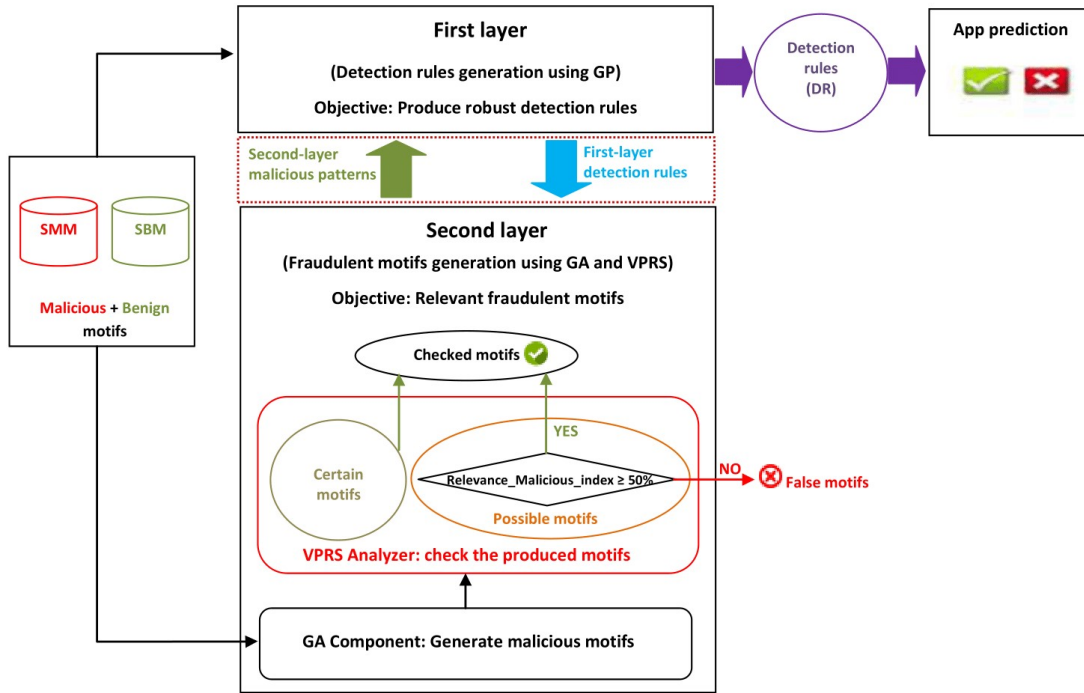 First layer
(Detection rules generation using GP)
Objective: Produce robust detection rules
Detection
rules
(DR)
App prediction
Second-layer
malicious patterns
First-layer
detection rules
SMM
SBM
Malicious + Benign
motifs
Second layer
(Fraudulent motifs generation using GA and VPRS)
Objective: Relevant fraudulent motifs
Checked motifs
YES
Certain
motifs
Relevance_Malicious_index ≥ 50%
NO
False motifs
Possible motifs
VPRS Analyzer: check the produced motifs
GA Component: Generate malicious motifs